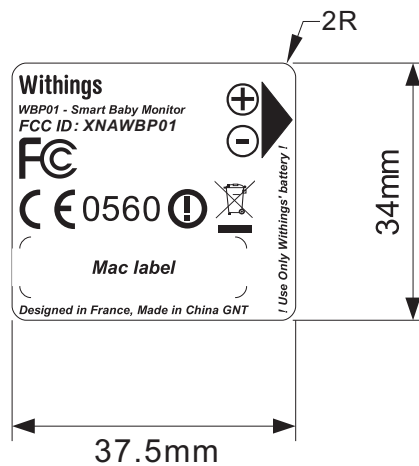 2R
Withings
WBP01 - Smart Baby Monitor
FCC ID: XNAWBP01
FC
CE 0560
Mac label
Designed in France, Made in China GNT
! Use Only Withings' battery !
34mm
37.5mm